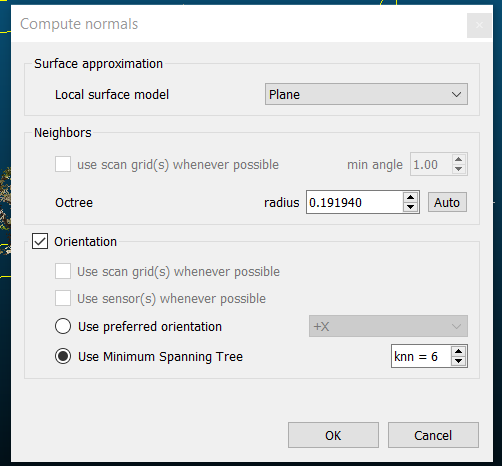 Compute normals
Surface approximation
Local surface model Plane
Neighbors
use scan grid(s) whenever possible min angle 1.00
Octree radius 0.191940 Auto
Orientation
Use scan grid(s) whenever possible
Use sensor(s) whenever possible
Use preferred orientation +X
Use Minimum Spanning Tree knn = 6
OK Cancel